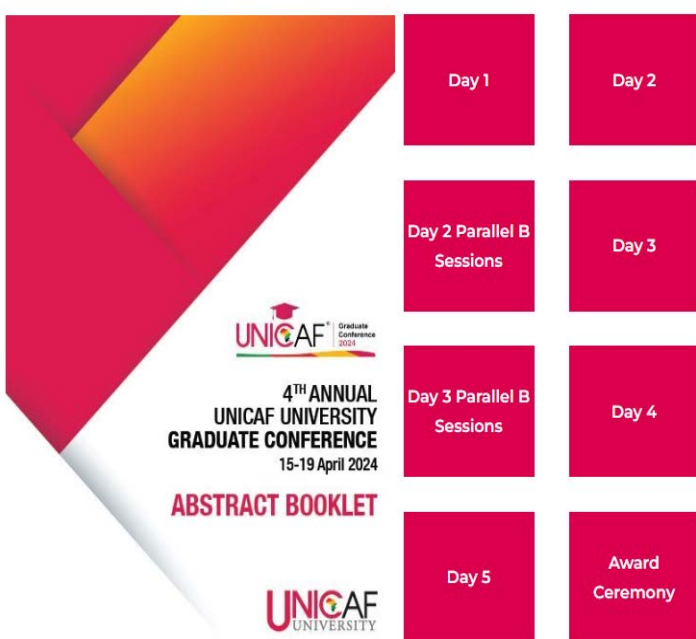 UNICAF®
Graduate
Conference
2024
4TH ANNUAL
UNICAF UNIVERSITY
GRADUATE CONFERENCE
15-19 April 2024
ABSTRACT BOOKLET
UNICAF
UNIVERSITY
Day 1
Day 2
Day 2 Parallel B
Sessions
Day 3
Day 3 Parallel B
Sessions
Day 4
Day 5
Award
Ceremony